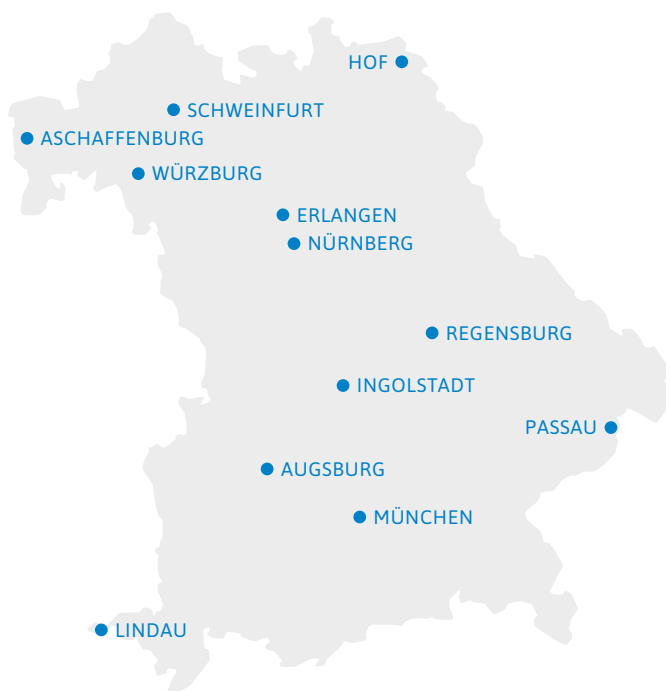 HOF
SCHWEINFURT
ASCHAFFENBURG
WÜRZBURG
ERLANGEN
NÜRNBERG
REGENSBURG
INGOLSTADT
PASSAU
AUGSBURG
MÜNCHEN
LINDAU